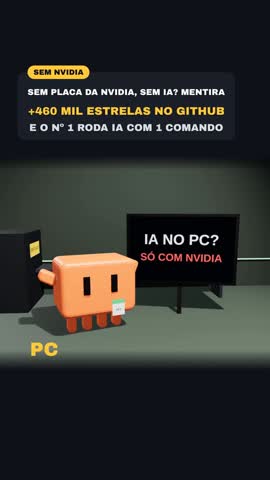 SEM NVIDIA
SEM PLACA DA NVIDIA, SEM IA? MENTIRA
+460 MIL ESTRELAS NO GITHUB
E O Nº 1 RODA IA COM 1 COMANDO
IA NO PC?
SÓ COM NVIDIA
PC